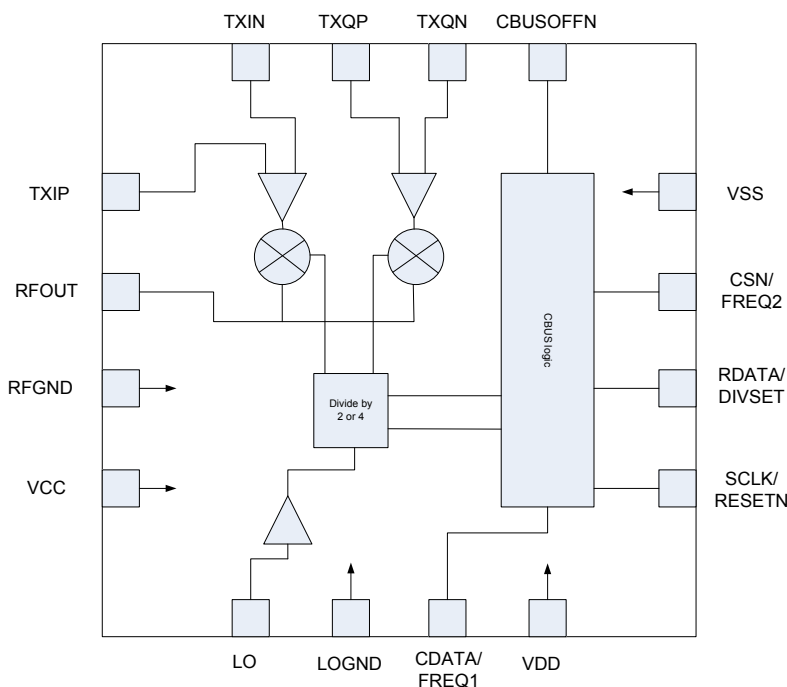 TXIN
TXQP
TXQN
CBUSOFFN
TXIP
VSS
RFOUT
CSN/
FREQ2
CBUS logic
RFGND
RDATA/
DIVSET
Divide by
2 or 4
VCC
SCLK/
RESETN
LO
LOGND
CDATA/
FREQ1
VDD